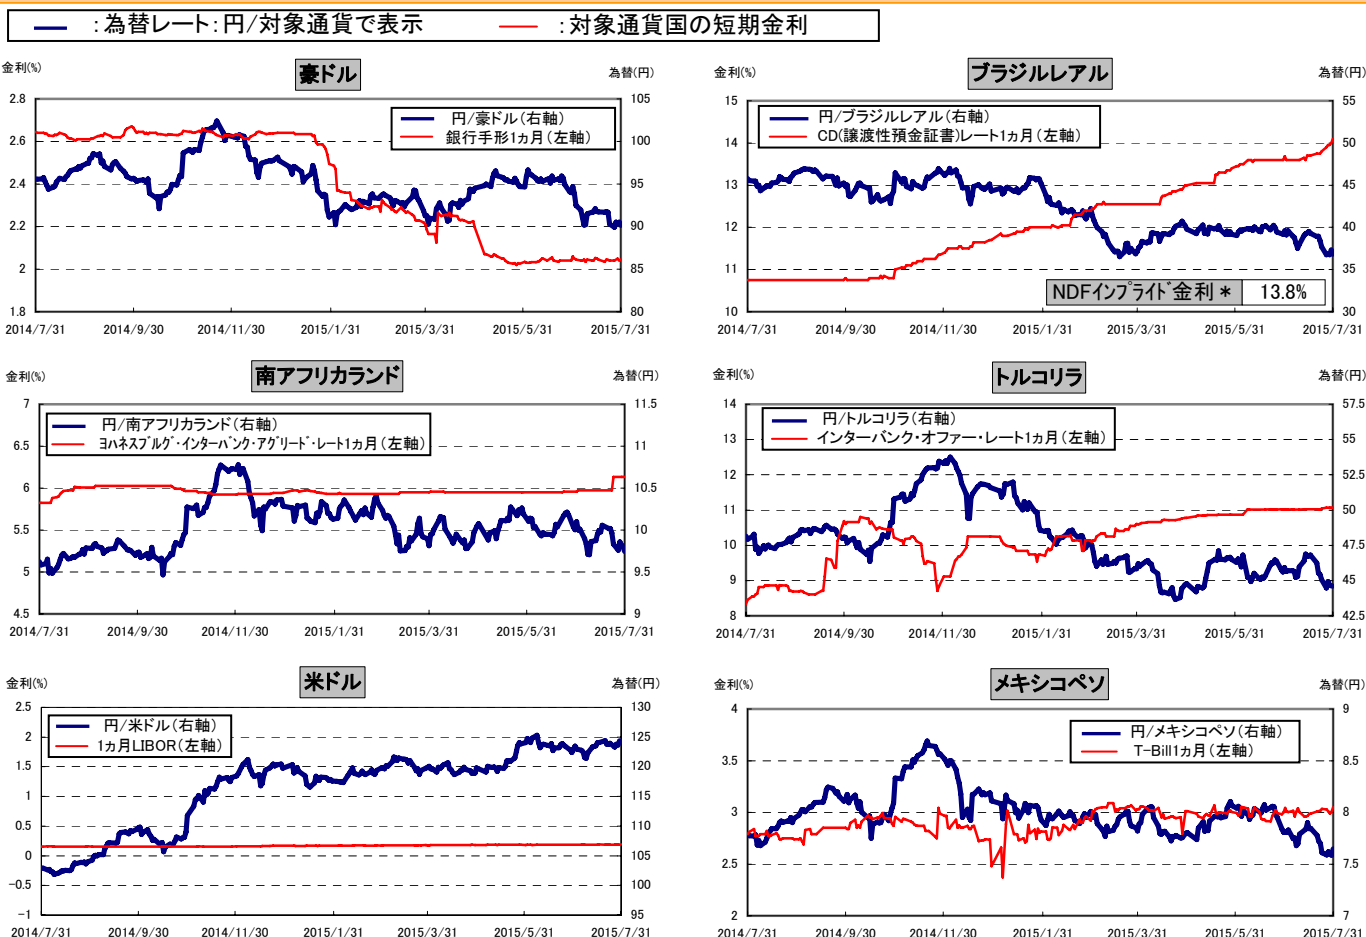 :為替レート:円/対象通貨で表示 :対象通貨国の短期金利
金利(%) 豪ドル 為替(円)
円/豪ドル(右軸)
銀行手形1ヵ月(左軸)
2.8 2.6 2.4 2.2 2 1.8
105 100 95 90 85 80
2014/7/31 2014/9/30 2014/11/30 2015/1/31 2015/3/31 2015/5/31 2015/7/31
金利(%) ブラジルレアル 為替(円)
円/ブラジルレアル(右軸)
CD(譲渡性預金証書)レート1ヵ月(左軸)
15 14 13 12 11 10
55 50 45 40 35 30
NDFインプライド金利* 13.8%
2014/7/31 2014/9/30 2014/11/30 2015/1/31 2015/3/31 2015/5/31 2015/7/31
金利(%) 南アフリカランド 為替(円)
円/南アフリカランド(右軸)
ヨハネスブルグ・インターバンク・アグリード・レート1ヵ月(左軸)
7 6.5 6 5.5 5 4.5
11.5 11 10.5 10 9.5 9
2014/7/31 2014/9/30 2014/11/30 2015/1/31 2015/3/31 2015/5/31 2015/7/31
金利(%) トルコリラ 為替(円)
円/トルコリラ(右軸)
インターバンク・オファー・レート1ヵ月(左軸)
14 13 12 11 10 9 8
57.5 55 52.5 50 47.5 45 42.5
2014/7/31 2014/9/30 2014/11/30 2015/1/31 2015/3/31 2015/5/31 2015/7/31
金利(%) 米ドル 為替(円)
円/米ドル(右軸)
1ヵ月LIBOR(左軸)
2.5 2 1.5 1 0.5 0 -0.5 -1
130 125 120 115 110 105 100 95
2014/7/31 2014/9/30 2014/11/30 2015/1/31 2015/3/31 2015/5/31 2015/7/31
金利(%) メキシコペソ 為替(円)
円/メキシコペソ(右軸)
T-Bill1ヵ月(左軸)
4 3.5 3 2.5 2
9 8.5 8 7.5 7
2014/7/31 2014/9/30 2014/11/30 2015/1/31 2015/3/31 2015/5/31 2015/7/31